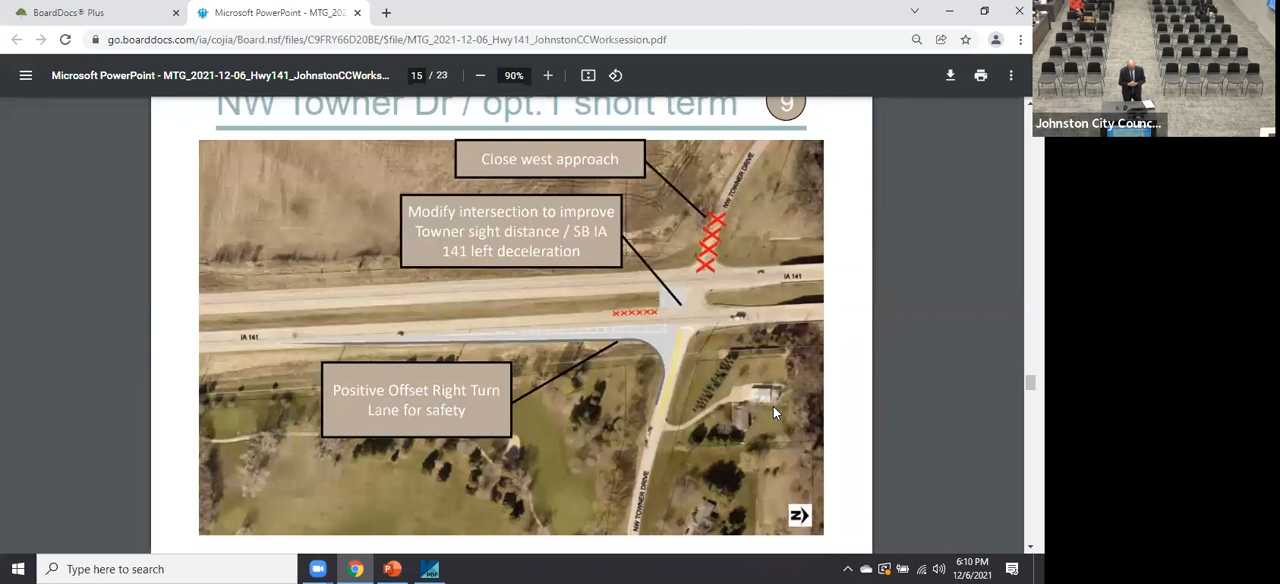 BoardDocs® Plus
Microsoft PowerPoint - MTG_202
go.boarddocs.com/ia/cojia/Board.nsf/files/C9FRY66D20BE/$file/MTG_2021-12-06_Hwy141_JohnstonCCWorksession.pdf
Microsoft PowerPoint - MTG_2021-12-06_Hwy141_JohnstonCCWorks...
15 / 23
90%
Johnston City Counc...
NW Towner Dr / opt.1 short term
9
Close west approach
NW TOWNER DRIVE
Modify intersection to improve
Towner sight distance / SB IA
141 left deceleration
IA 141
IA 141
Positive Offset Right Turn
Lane for safety
NW TOWNER DRIVE
N
Type here to search
6:10 PM
12/6/2021